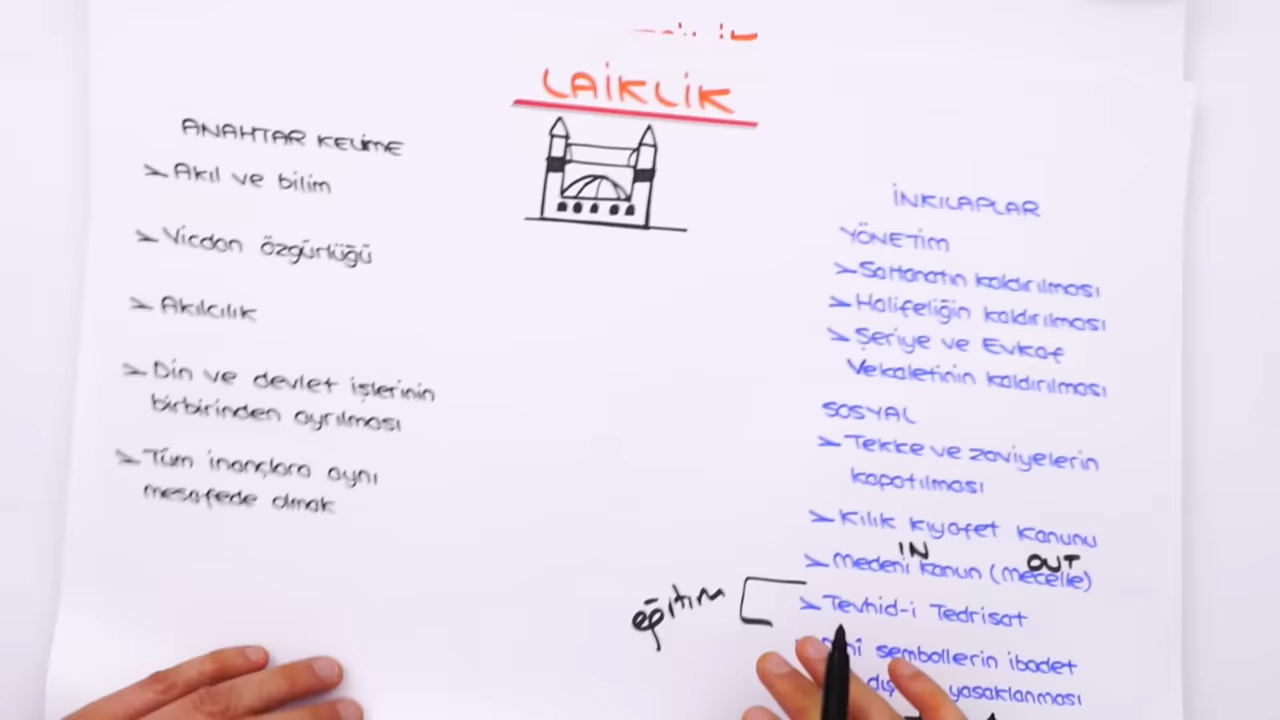 LAİKLİK
ANAHTAR KELİME
➤ Akıl ve bilim
➤ Vicdan özgürlüğü
➤ Akılcılık
➤ Din ve devlet işlerinin
birbirinden ayrılması
➤ Tüm inançlara aynı
mesafede olmak
İNKILAPLAR
YÖNETİM
➤ Saltanatın kaldırılması
➤ Halifeliğin kaldırılması
➤ Şeriye ve Evkaf
Vekaletinin kaldırılması
SOSYAL
➤ Tekke ve zaviyelerin
kapatılması
➤ Kılık kıyafet kanunu
IN OUT
➤ Medeni kanun (mecelle)
eğitim
➤ Tevhid-i Tedrisat
sembollerin ibadet
yasaklanması